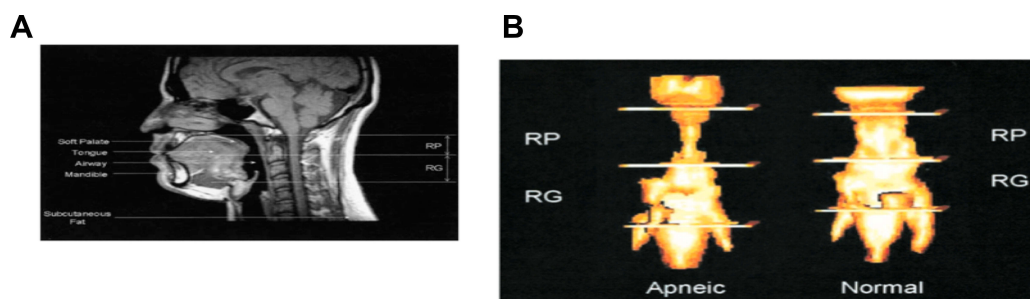 A
B
Soft Palate
Tongue
Airway
Mandible
Subcutaneous
Fat
RP
RG
RP
RG
RP
RG
Apneic
Normal